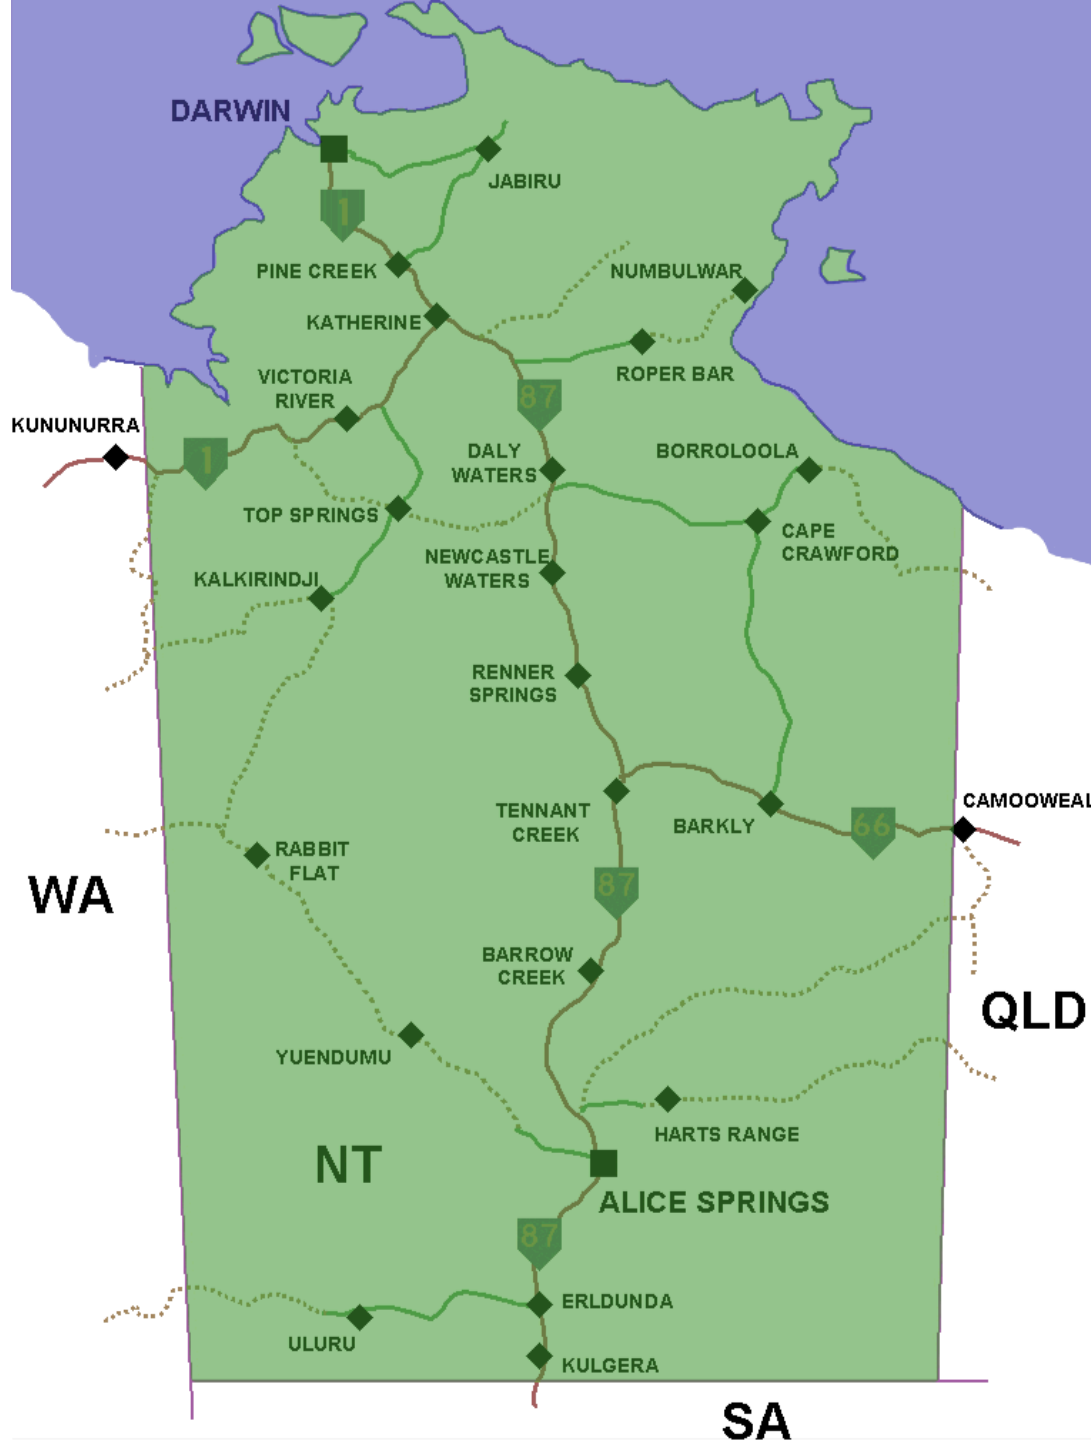 DARWIN
JABIRU
1
PINE CREEK
NUMBULWAR
KATHERINE
ROPER BAR
VICTORIA
RIVER
87
KUNUNURRA
1
DALY
WATERS
BORROLOOLA
TOP SPRINGS
CAPE
CRAWFORD
NEWCASTLE
WATERS
KALKIRINDJI
RENNER
SPRINGS
TENNANT
CREEK
BARKLY
66
CAMOOWEAL
RABBIT
FLAT
WA
87
BARROW
CREEK
QLD
YUENDUMU
HARTS RANGE
NT
ALICE SPRINGS
87
ERLDUNDA
ULURU
KULGERA
SA